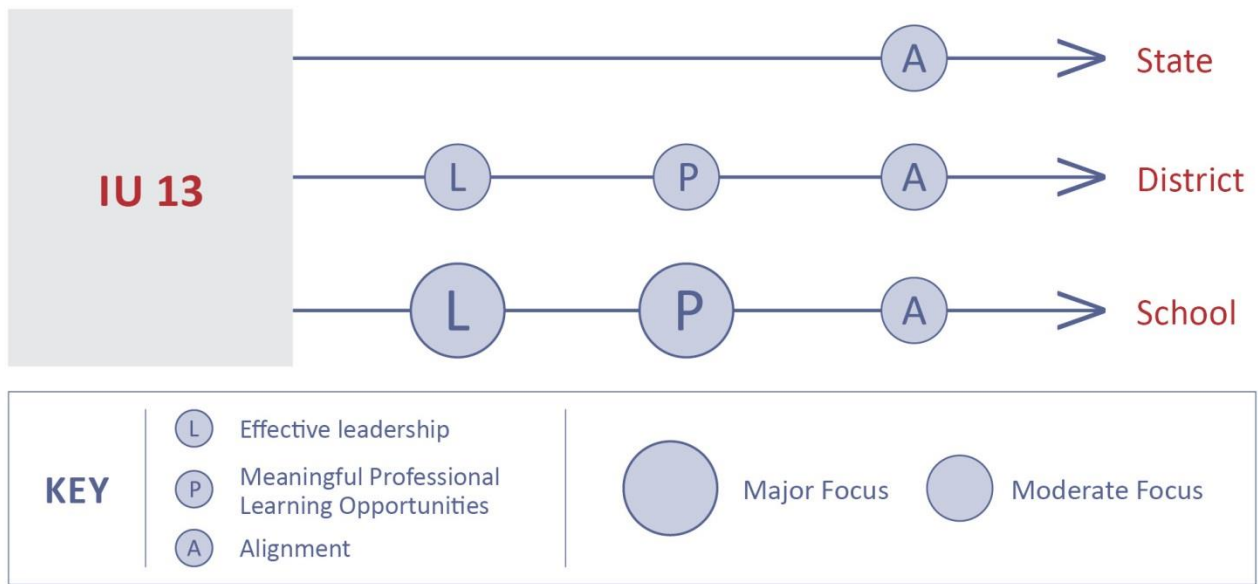 IU 13
A
State
L
P
A
District
L
P
A
School
KEY
L
Effective leadership
P
Meaningful Professional
Learning Opportunities
A
Alignment
Major Focus
Moderate Focus